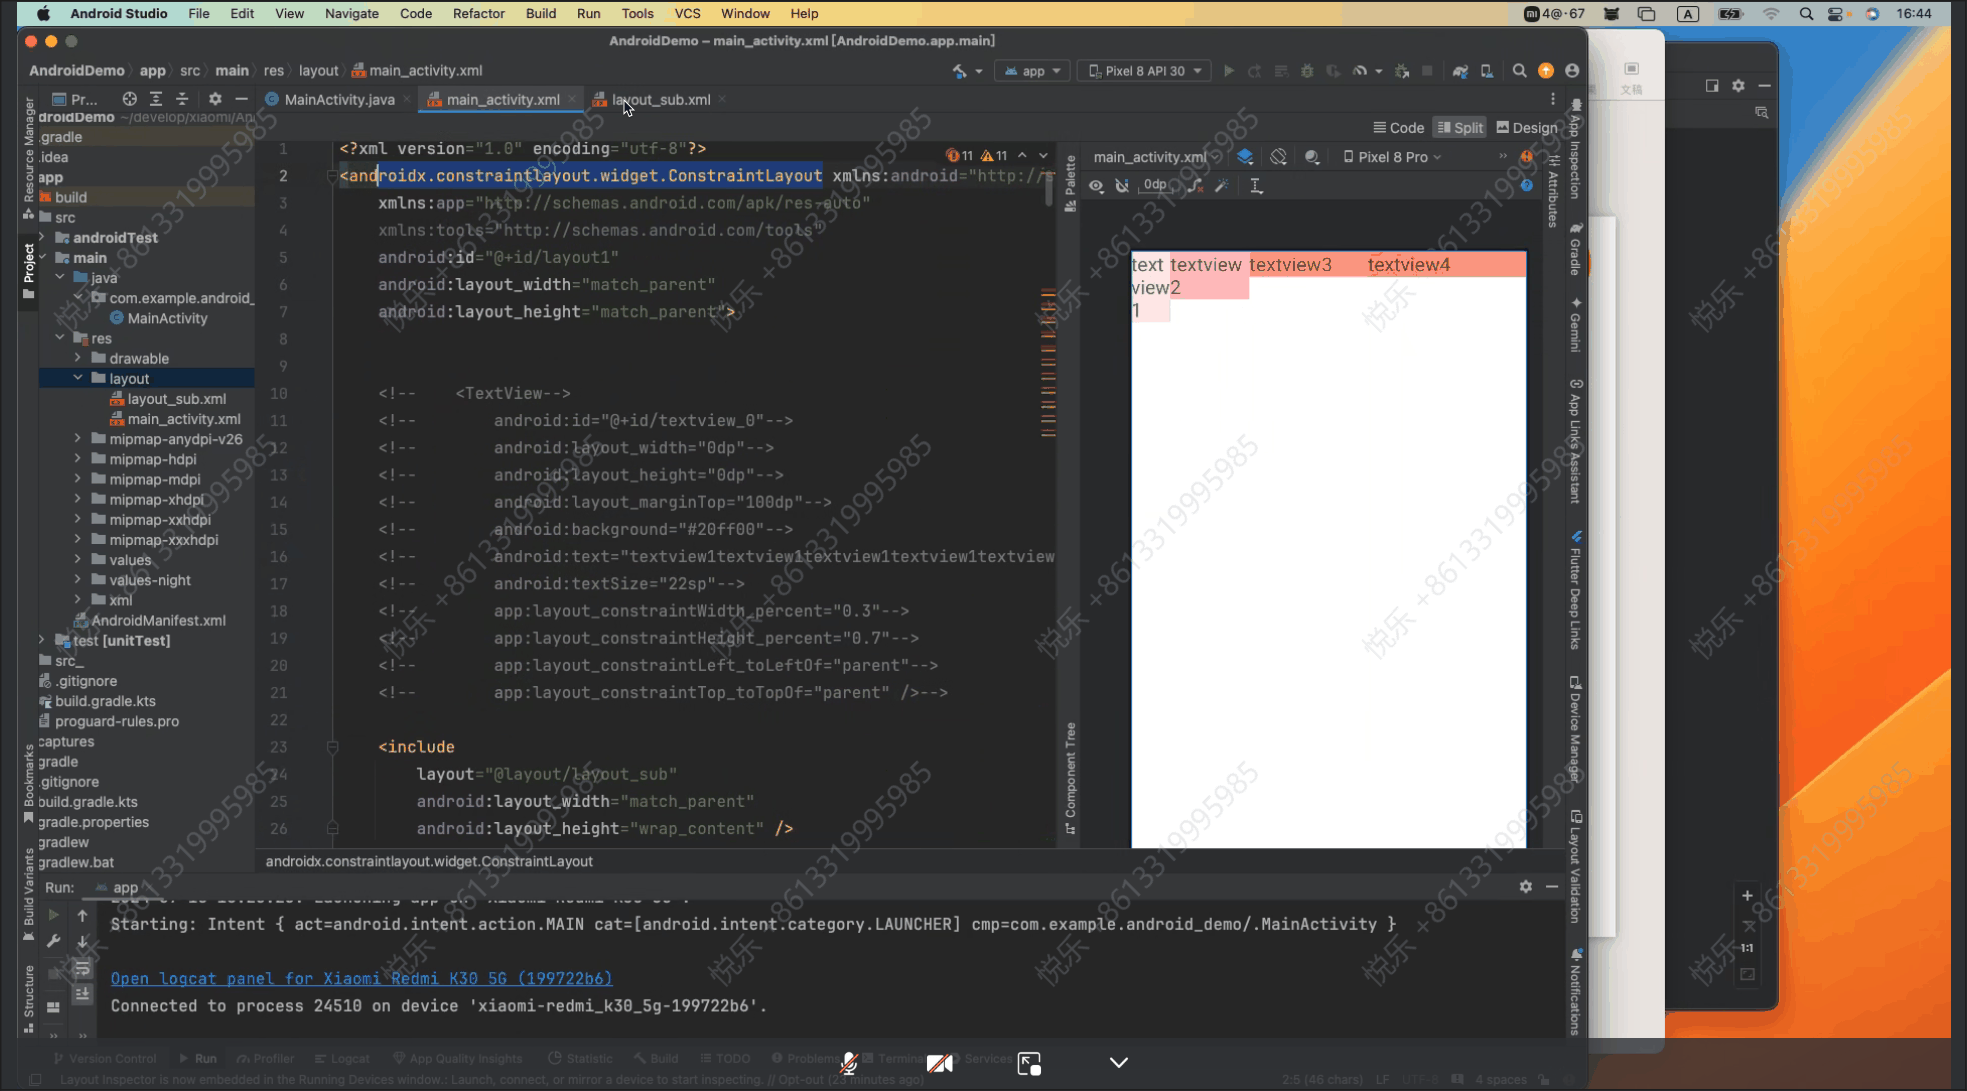 Android Studio File Edit View Navigate Code Refactor Build Run Tools VCS Window Help
4@·67 A 16:44
AndroidDemo – main_activity.xml [AndroidDemo.app.main]
AndroidDemo app src main res layout main_activity.xml
app Pixel 8 API 30
文稿
Pr... MainActivity.java main_activity.xml layout_sub.xml
Code Split Design
Resource Manager
Project
Bookmarks
Build Variants
Structure
droidDemo ~/develop/xiaomi/An
gradle
idea
app
build
src
androidTest
main
java
com.example.android_
MainActivity
res
drawable
layout
layout_sub.xml
main_activity.xml
mipmap-anydpi-v26
mipmap-hdpi
mipmap-mdpi
mipmap-xhdpi
mipmap-xxhdpi
mipmap-xxxhdpi
values
values-night
xml
AndroidManifest.xml
test [unitTest]
src_
.gitignore
build.gradle.kts
proguard-rules.pro
captures
gradle
.gitignore
build.gradle.kts
gradle.properties
gradlew
gradlew.bat
11 11
1 <?xml version="1.0" encoding="utf-8"?>
2 <androidx.constraintlayout.widget.ConstraintLayout xmlns:android="http://s
3 xmlns:app="http://schemas.android.com/apk/res-auto"
4 xmlns:tools="http://schemas.android.com/tools"
5 android:id="@+id/layout1"
6 android:layout_width="match_parent"
7 android:layout_height="match_parent">
8
9
10 <!-- <TextView-->
11 <!-- android:id="@+id/textview_0"-->
12 <!-- android:layout_width="0dp"-->
13 <!-- android:layout_height="0dp"-->
14 <!-- android:layout_marginTop="100dp"-->
15 <!-- android:background="#20ff00"-->
16 <!-- android:text="textview1textview1textview1textview1textview
17 <!-- android:textSize="22sp"-->
18 <!-- app:layout_constraintWidth_percent="0.3"-->
19 <!-- app:layout_constraintHeight_percent="0.7"-->
20 <!-- app:layout_constraintLeft_toLeftOf="parent"-->
21 <!-- app:layout_constraintTop_toTopOf="parent" />-->
22
23 <include
24 layout="@layout/layout_sub"
25 android:layout_width="match_parent"
26 android:layout_height="wrap_content" />
androidx.constraintlayout.widget.ConstraintLayout
Palette
Component Tree
main_activity.xml Pixel 8 Pro
0dp
text textview textview3 textview4
view2
1
Attributes
App Inspection
Gradle
Gemini
App Links Assistant
Flutter Deep Links
Device Manager
Layout Validation
Notifications
1:1
Run: app
Starting: Intent { act=android.intent.action.MAIN cat=[android.intent.category.LAUNCHER] cmp=com.example.android_demo/.MainActivity }
Open logcat panel for Xiaomi Redmi K30 5G (199722b6)
Connected to process 24510 on device 'xiaomi-redmi_k30_5g-199722b6'.
Version Control Run Profiler Logcat App Quality Insights Statistic Build TODO Problems Terminal Services
Layout Inspector is now embedded in the Running Devices window.: Launch, connect, or mirror a device to start inspecting. // Opt-out (23 minutes ago)
2:5 (46 chars) LF UTF-8 4 spaces
悦乐 +8613319995985